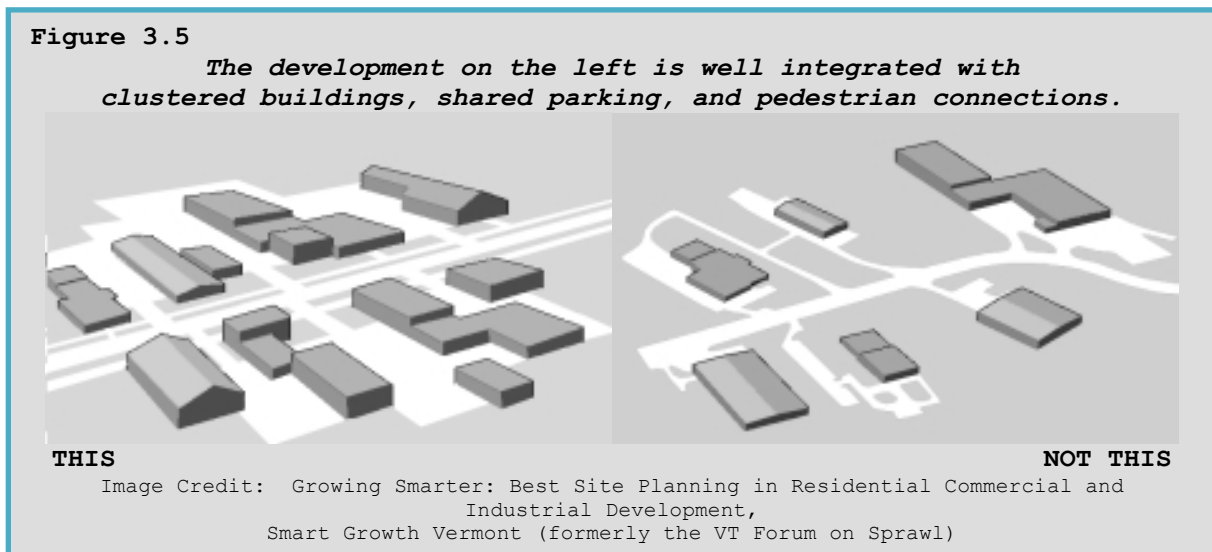 Figure 3.5
The development on the left is well integrated with
clustered buildings, shared parking, and pedestrian connections.
THIS
NOT THIS
Image Credit: Growing Smarter: Best Site Planning in Residential Commercial and
Industrial Development,
Smart Growth Vermont (formerly the VT Forum on Sprawl)